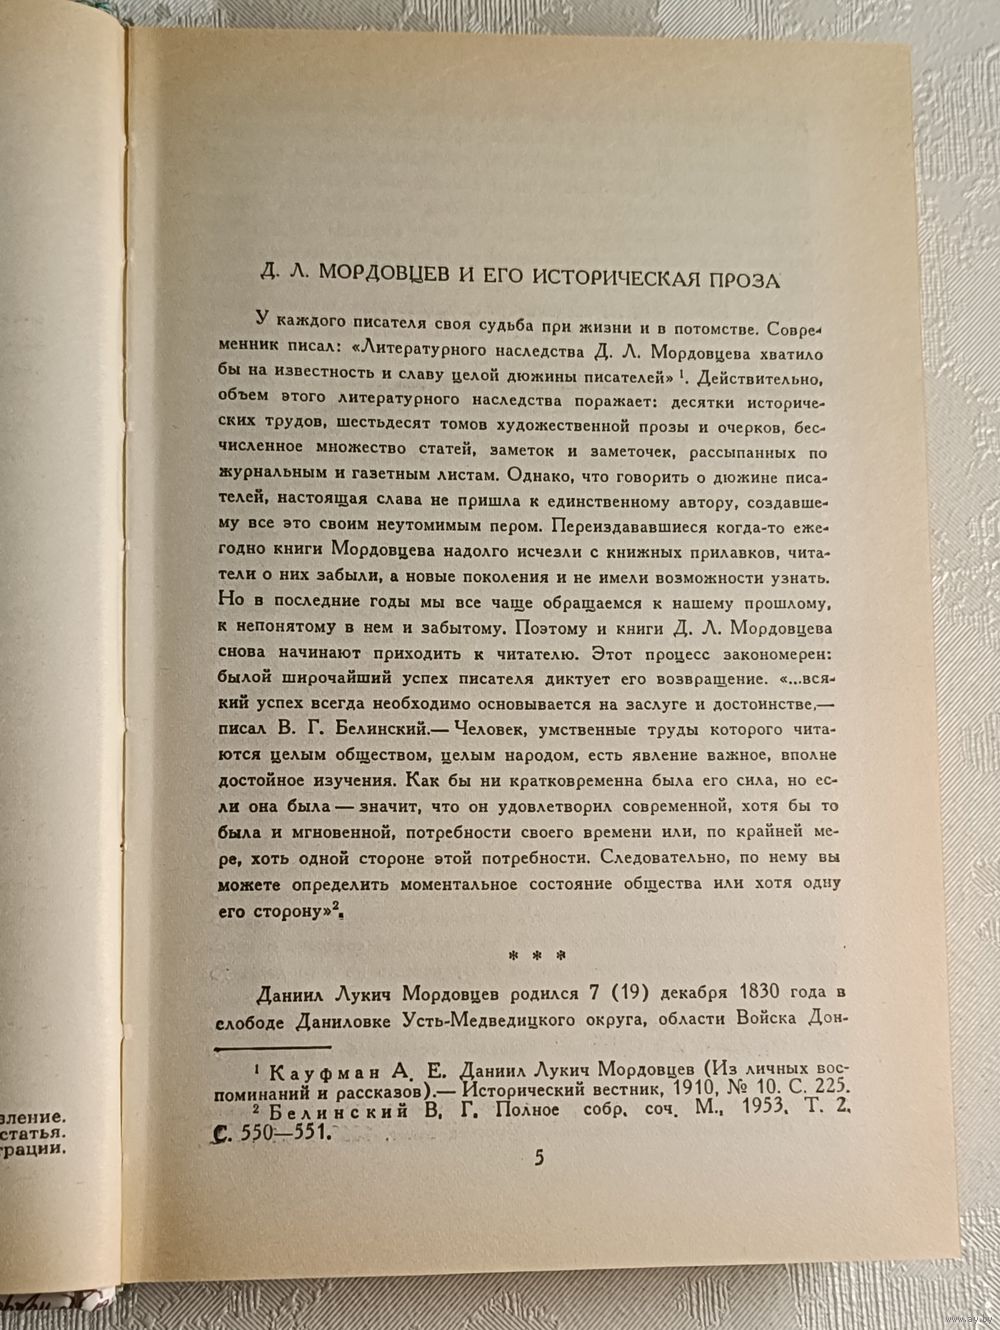 Д. Л. МОРДОВЦЕВ И ЕГО ИСТОРИЧЕСКАЯ ПРОЗА
У каждого писателя своя судьба при жизни и в потомстве. Совре-
менник писал: «Литературного наследства Д. Л. Мордовцева хватило
бы на известность и славу целой дюжины писателей» ¹. Действительно,
объем этого литературного наследства поражает: десятки историче-
ских трудов, шестьдесят томов художественной прозы и очерков, бес-
численное множество статей, заметок и заметочек, рассыпанных по
журнальным и газетным листам. Однако, что говорить о дюжине писа-
телей, настоящая слава не пришла к единственному автору, создавше-
му все это своим неутомимым пером. Переиздававшиеся когда-то еже-
годно книги Мордовцева надолго исчезли с книжных прилавков, чита-
тели о них забыли, а новые поколения и не имели возможности узнать.
Но в последние годы мы все чаще обращаемся к нашему прошлому,
к непонятому в нем и забытому. Поэтому и книги Д. Л. Мордовцева
снова начинают приходить к читателю. Этот процесс закономерен:
былой широчайший успех писателя диктует его возвращение. «...вся-
кий успех всегда необходимо основывается на заслуге и достоинстве,—
писал В. Г. Белинский.— Человек, умственные труды которого чита-
ются целым обществом, целым народом, есть явление важное, вполне
достойное изучения. Как бы ни кратковременна была его сила, но ес-
ли она была — значит, что он удовлетворил современной, хотя бы то
была и мгновенной, потребности своего времени или, по крайней ме-
ре, хоть одной стороне этой потребности. Следовательно, по нему вы
можете определить моментальное состояние общества или хотя одну
его сторону»².
* * *
Даниил Лукич Мордовцев родился 7 (19) декабря 1830 года в
слободе Даниловке Усть-Медведицкого округа, области Войска Дон-
¹ Кауфман А. Е. Даниил Лукич Мордовцев (Из личных вос-
поминаний и рассказов).— Исторический вестник, 1910, № 10. С. 225.
² Белинский В. Г. Полное собр. соч. М., 1953. Т. 2.
С. 550—551.
5
вление.
статья.
трации.
www.ay.by